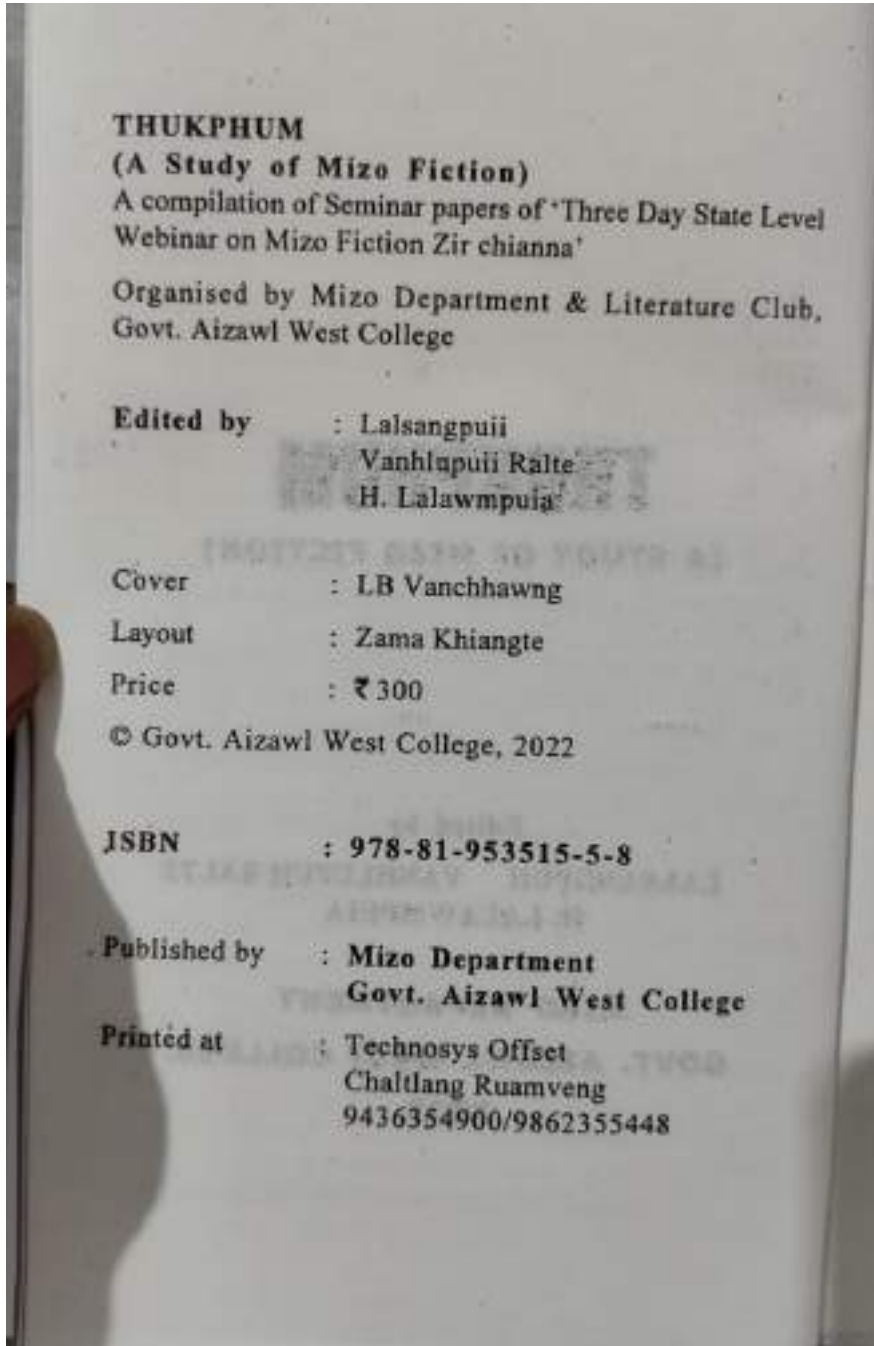 THUKPHUM
(A Study of Mizo Fiction)
A compilation of Seminar papers of 'Three Day State Level
Webinar on Mizo Fiction Zir chianna'
Organised by Mizo Department & Literature Club,
Govt. Aizawl West College
Edited by : Lalsangpuii
: Vanhlupuii Ralte
H. Lalawmpuia
Cover : LB Vanchhawng
Layout : Zama Khiangte
Price : ₹ 300
© Govt. Aizawl West College, 2022
ISBN : 978-81-953515-5-8
Published by : Mizo Department
Govt. Aizawl West College
Printed at : Technosys Offset
Chaltlang Ruamveng
9436354900/9862355448